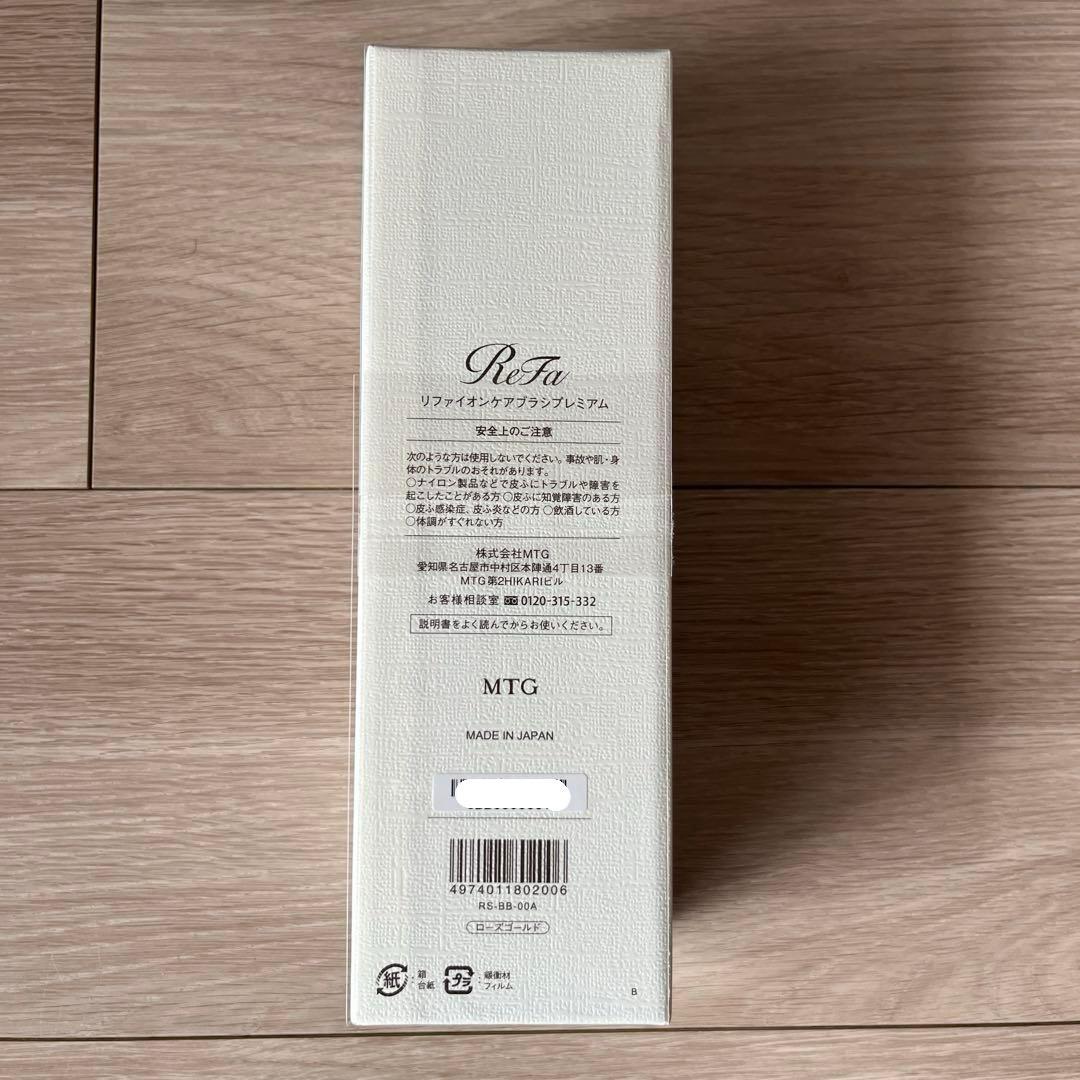 ReFa
リファイオンケアブラシプレミアム
安全上のご注意
次のような方は使用しないでください。事故や肌・身
体のトラブルのおそれがあります。
○ナイロン製品などで皮ふにトラブルや障害を
起こしたことがある方 ○皮ふに知覚障害のある方
○皮ふ感染症、皮ふ炎などの方 ○飲酒している方
○体調がすぐれない方
株式会社MTG
愛知県名古屋市中村区本陣通4丁目13番
MTG第2HIKARIビル
お客様相談室 0120-315-332
説明書をよく読んでからお使いください。
MTG
MADE IN JAPAN
4974011802006
RS-BB-00A
ローズゴールド
紙 : 箱 台紙
プラ : 緩衝材 フィルム
B